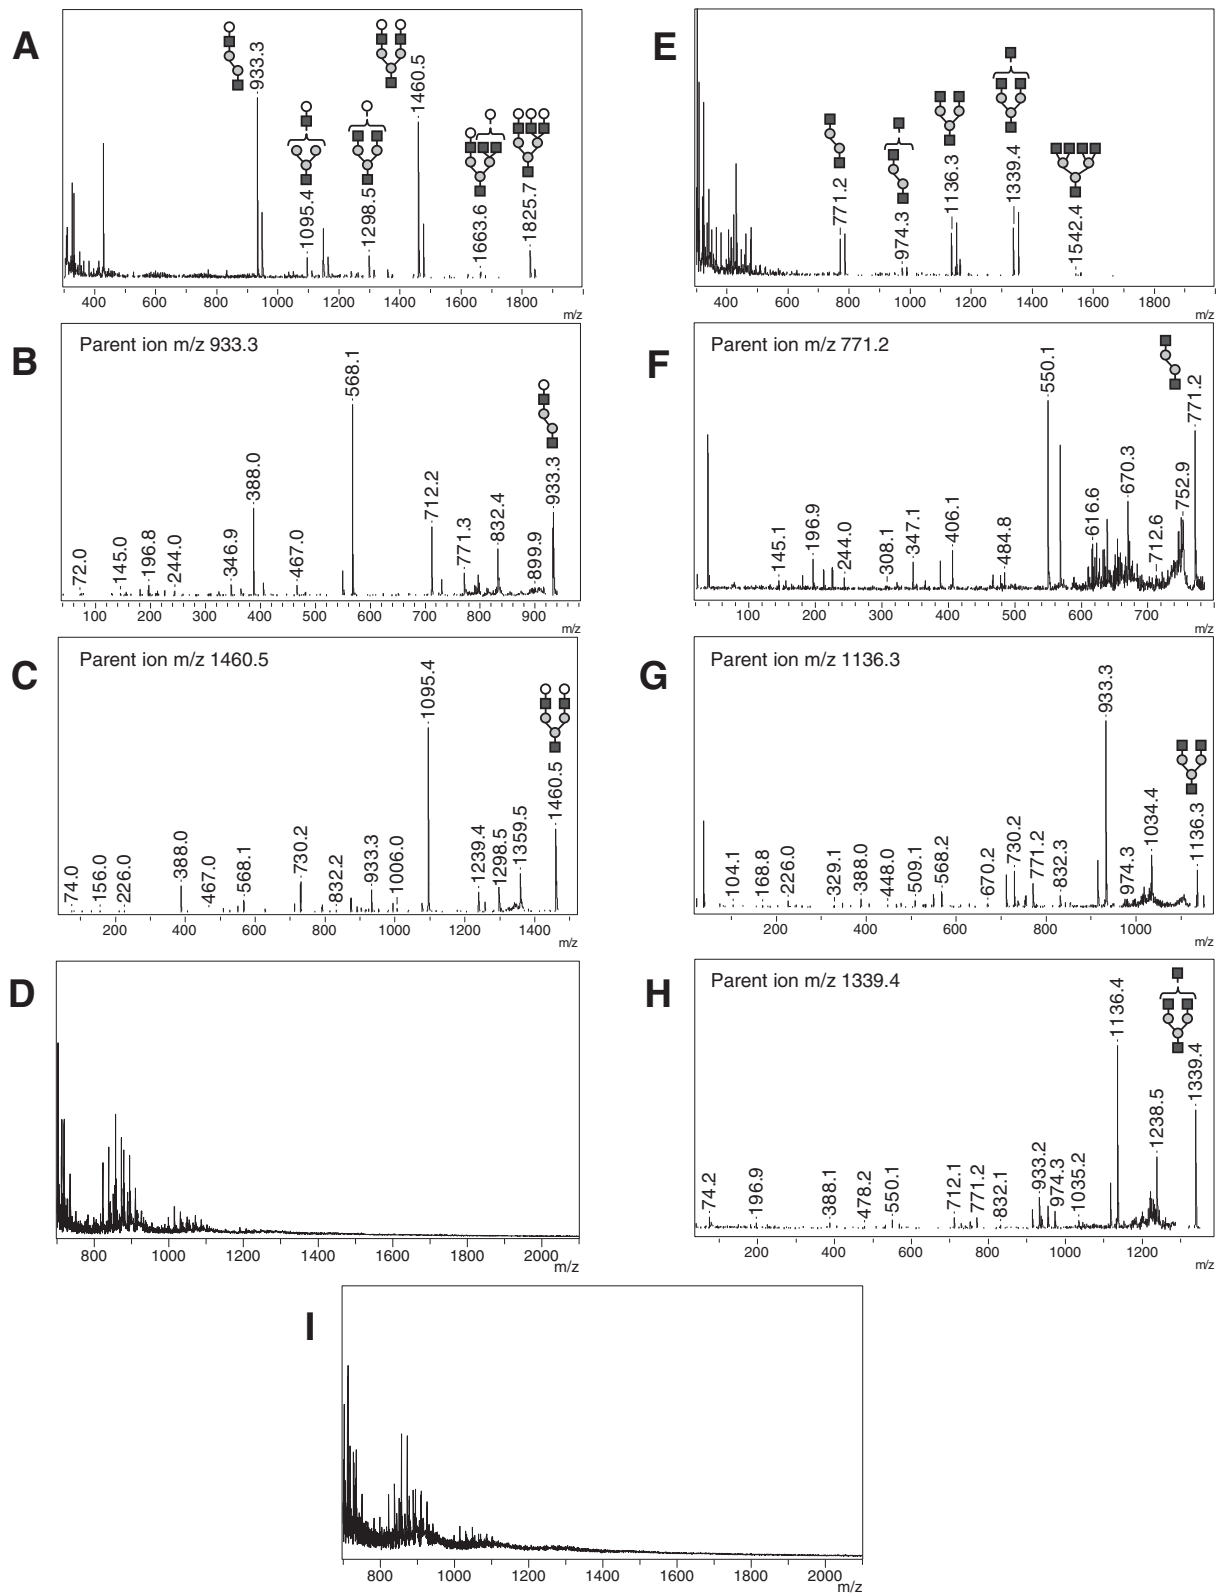 A
933.3
1095.4
1298.5
1460.5
1663.6
1825.7
400 600 800 1000 1200 1400 1600 1800
m/z
E
771.2
974.3
1136.3
1339.4
1542.4
400 600 800 1000 1200 1400 1600 1800
m/z
B
Parent ion m/z 933.3
72.0
145.0
196.8
244.0
346.9
388.0
467.0
568.1
712.2
771.3
832.4
899.9
933.3
100 200 300 400 500 600 700 800 900
m/z
F
Parent ion m/z 771.2
145.1
196.9
244.0
308.1
347.1
406.1
484.8
550.1
616.6
670.3
712.6
752.9
771.2
100 200 300 400 500 600 700
m/z
C
Parent ion m/z 1460.5
74.0
156.0
226.0
388.0
467.0
568.1
730.2
832.2
933.3
1006.0
1095.4
1239.4
1298.5
1359.5
1460.5
200 400 600 800 1000 1200 1400
m/z
G
Parent ion m/z 1136.3
104.1
168.8
226.0
329.1
388.0
448.0
509.1
568.2
670.2
730.2
771.2
832.3
933.3
974.3
1034.4
1136.3
200 400 600 800 1000
m/z
D
800 1000 1200 1400 1600 1800 2000
m/z
H
Parent ion m/z 1339.4
74.2
196.9
388.1
478.2
550.1
712.1
771.2
832.1
933.2
974.3
1035.2
1136.4
1238.5
1339.4
200 400 600 800 1000 1200
m/z
I
800 1000 1200 1400 1600 1800 2000
m/z